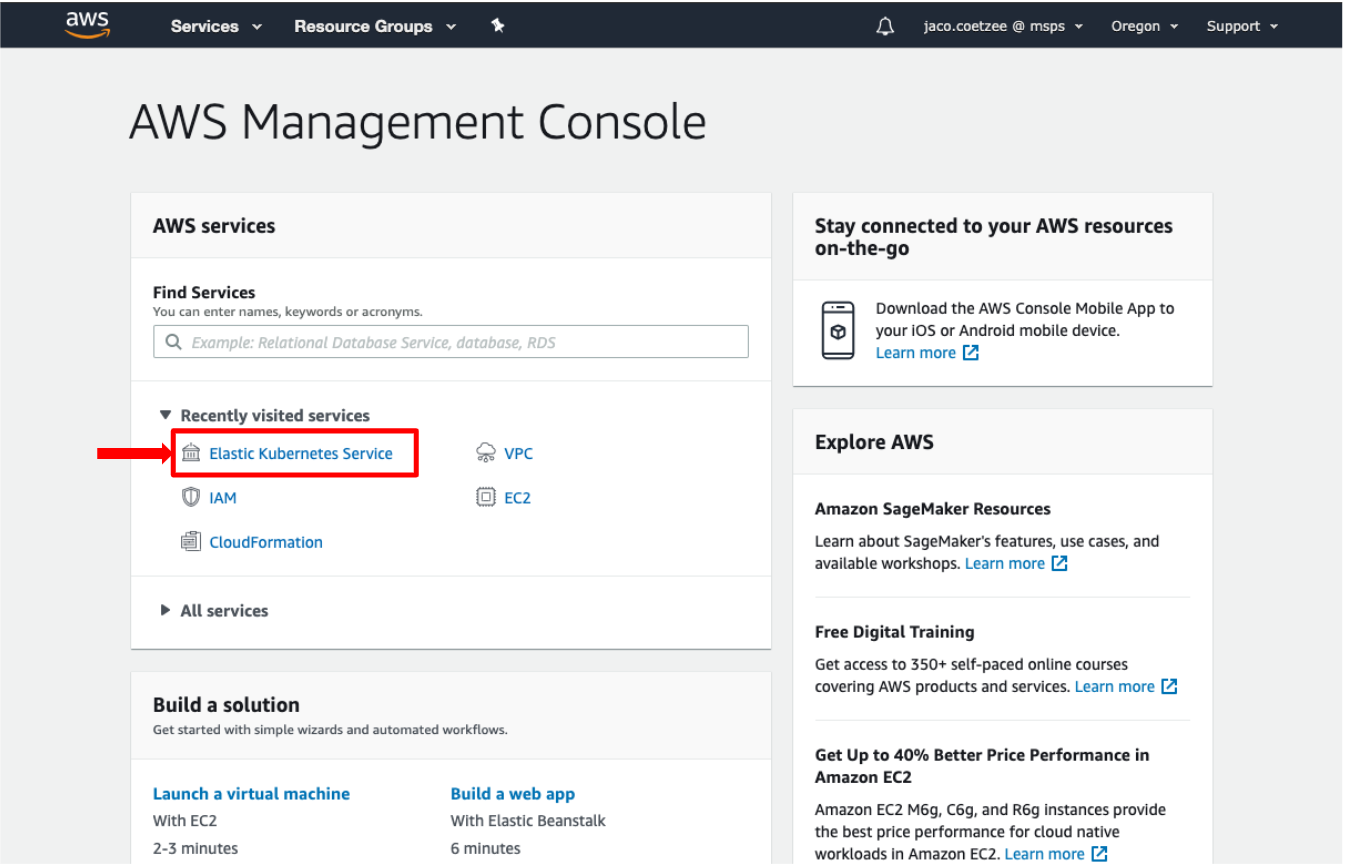 aws Services Resource Groups jaco.coetzee @ msps Oregon Support
AWS Management Console
AWS services
Find Services
You can enter names, keywords or acronyms.
Example: Relational Database Service, database, RDS
Recently visited services
Elastic Kubernetes Service VPC
IAM EC2
CloudFormation
All services
Build a solution
Get started with simple wizards and automated workflows.
Launch a virtual machine
With EC2
2-3 minutes
Build a web app
With Elastic Beanstalk
6 minutes
Stay connected to your AWS resources
on-the-go
Download the AWS Console Mobile App to
your iOS or Android mobile device.
Learn more
Explore AWS
Amazon SageMaker Resources
Learn about SageMaker's features, use cases, and
available workshops. Learn more
Free Digital Training
Get access to 350+ self-paced online courses
covering AWS products and services. Learn more
Get Up to 40% Better Price Performance in
Amazon EC2
Amazon EC2 M6g, C6g, and R6g instances provide
the best price performance for cloud native
workloads in Amazon EC2. Learn more